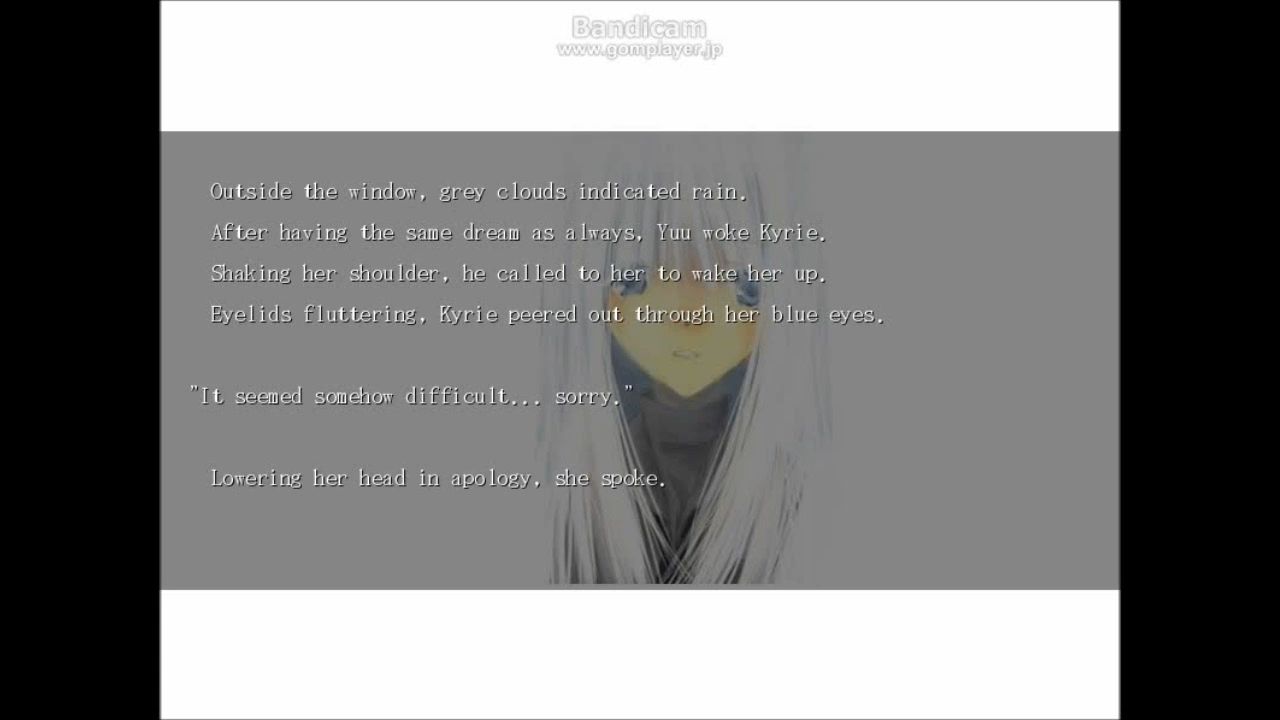 Bandicam
www.gomplayer.jp
Outside the window, grey clouds indicated rain.
After having the same dream as always, Yuu woke Kyrie.
Shaking her shoulder, he called to her to wake her up.
Eyelids fluttering, Kyrie peered out through her blue eyes.
"It seemed somehow difficult... sorry."
Lowering her head in apology, she spoke.